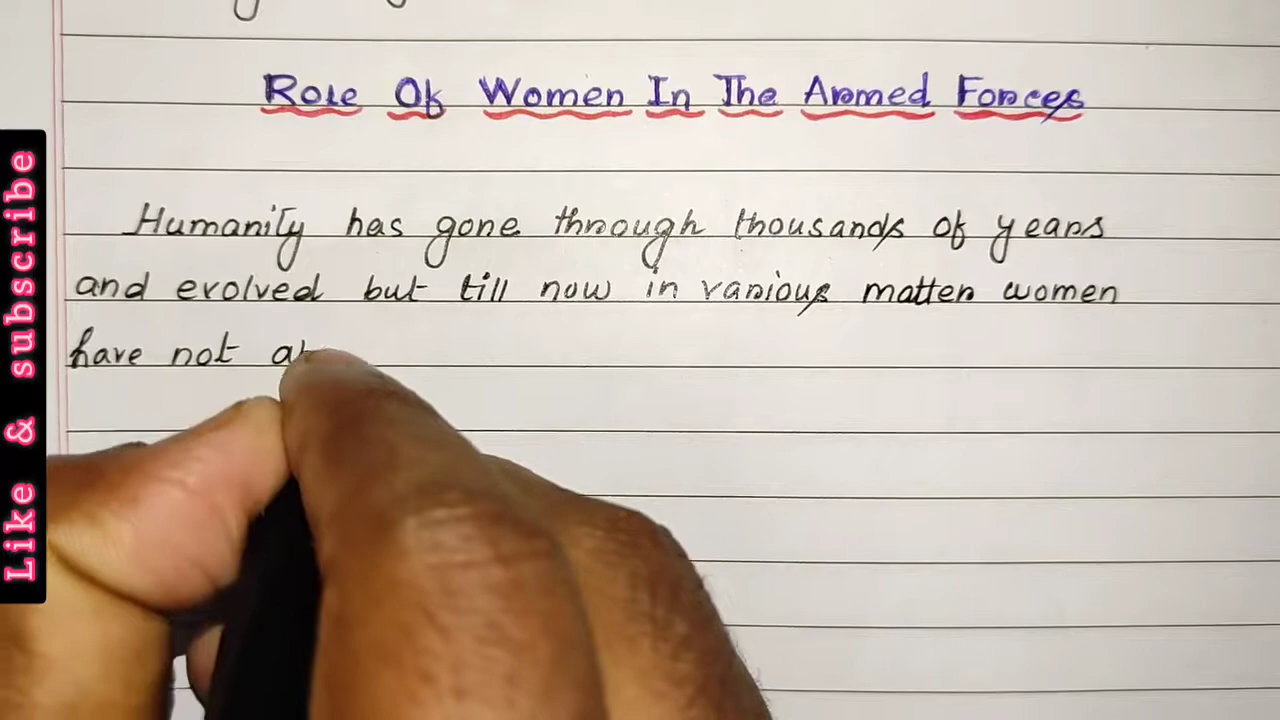 Role Of Women In The Armed Forces
Humanity has gone through thousands of years
and evolved but till now in various matter women
have not
Like & subscribe